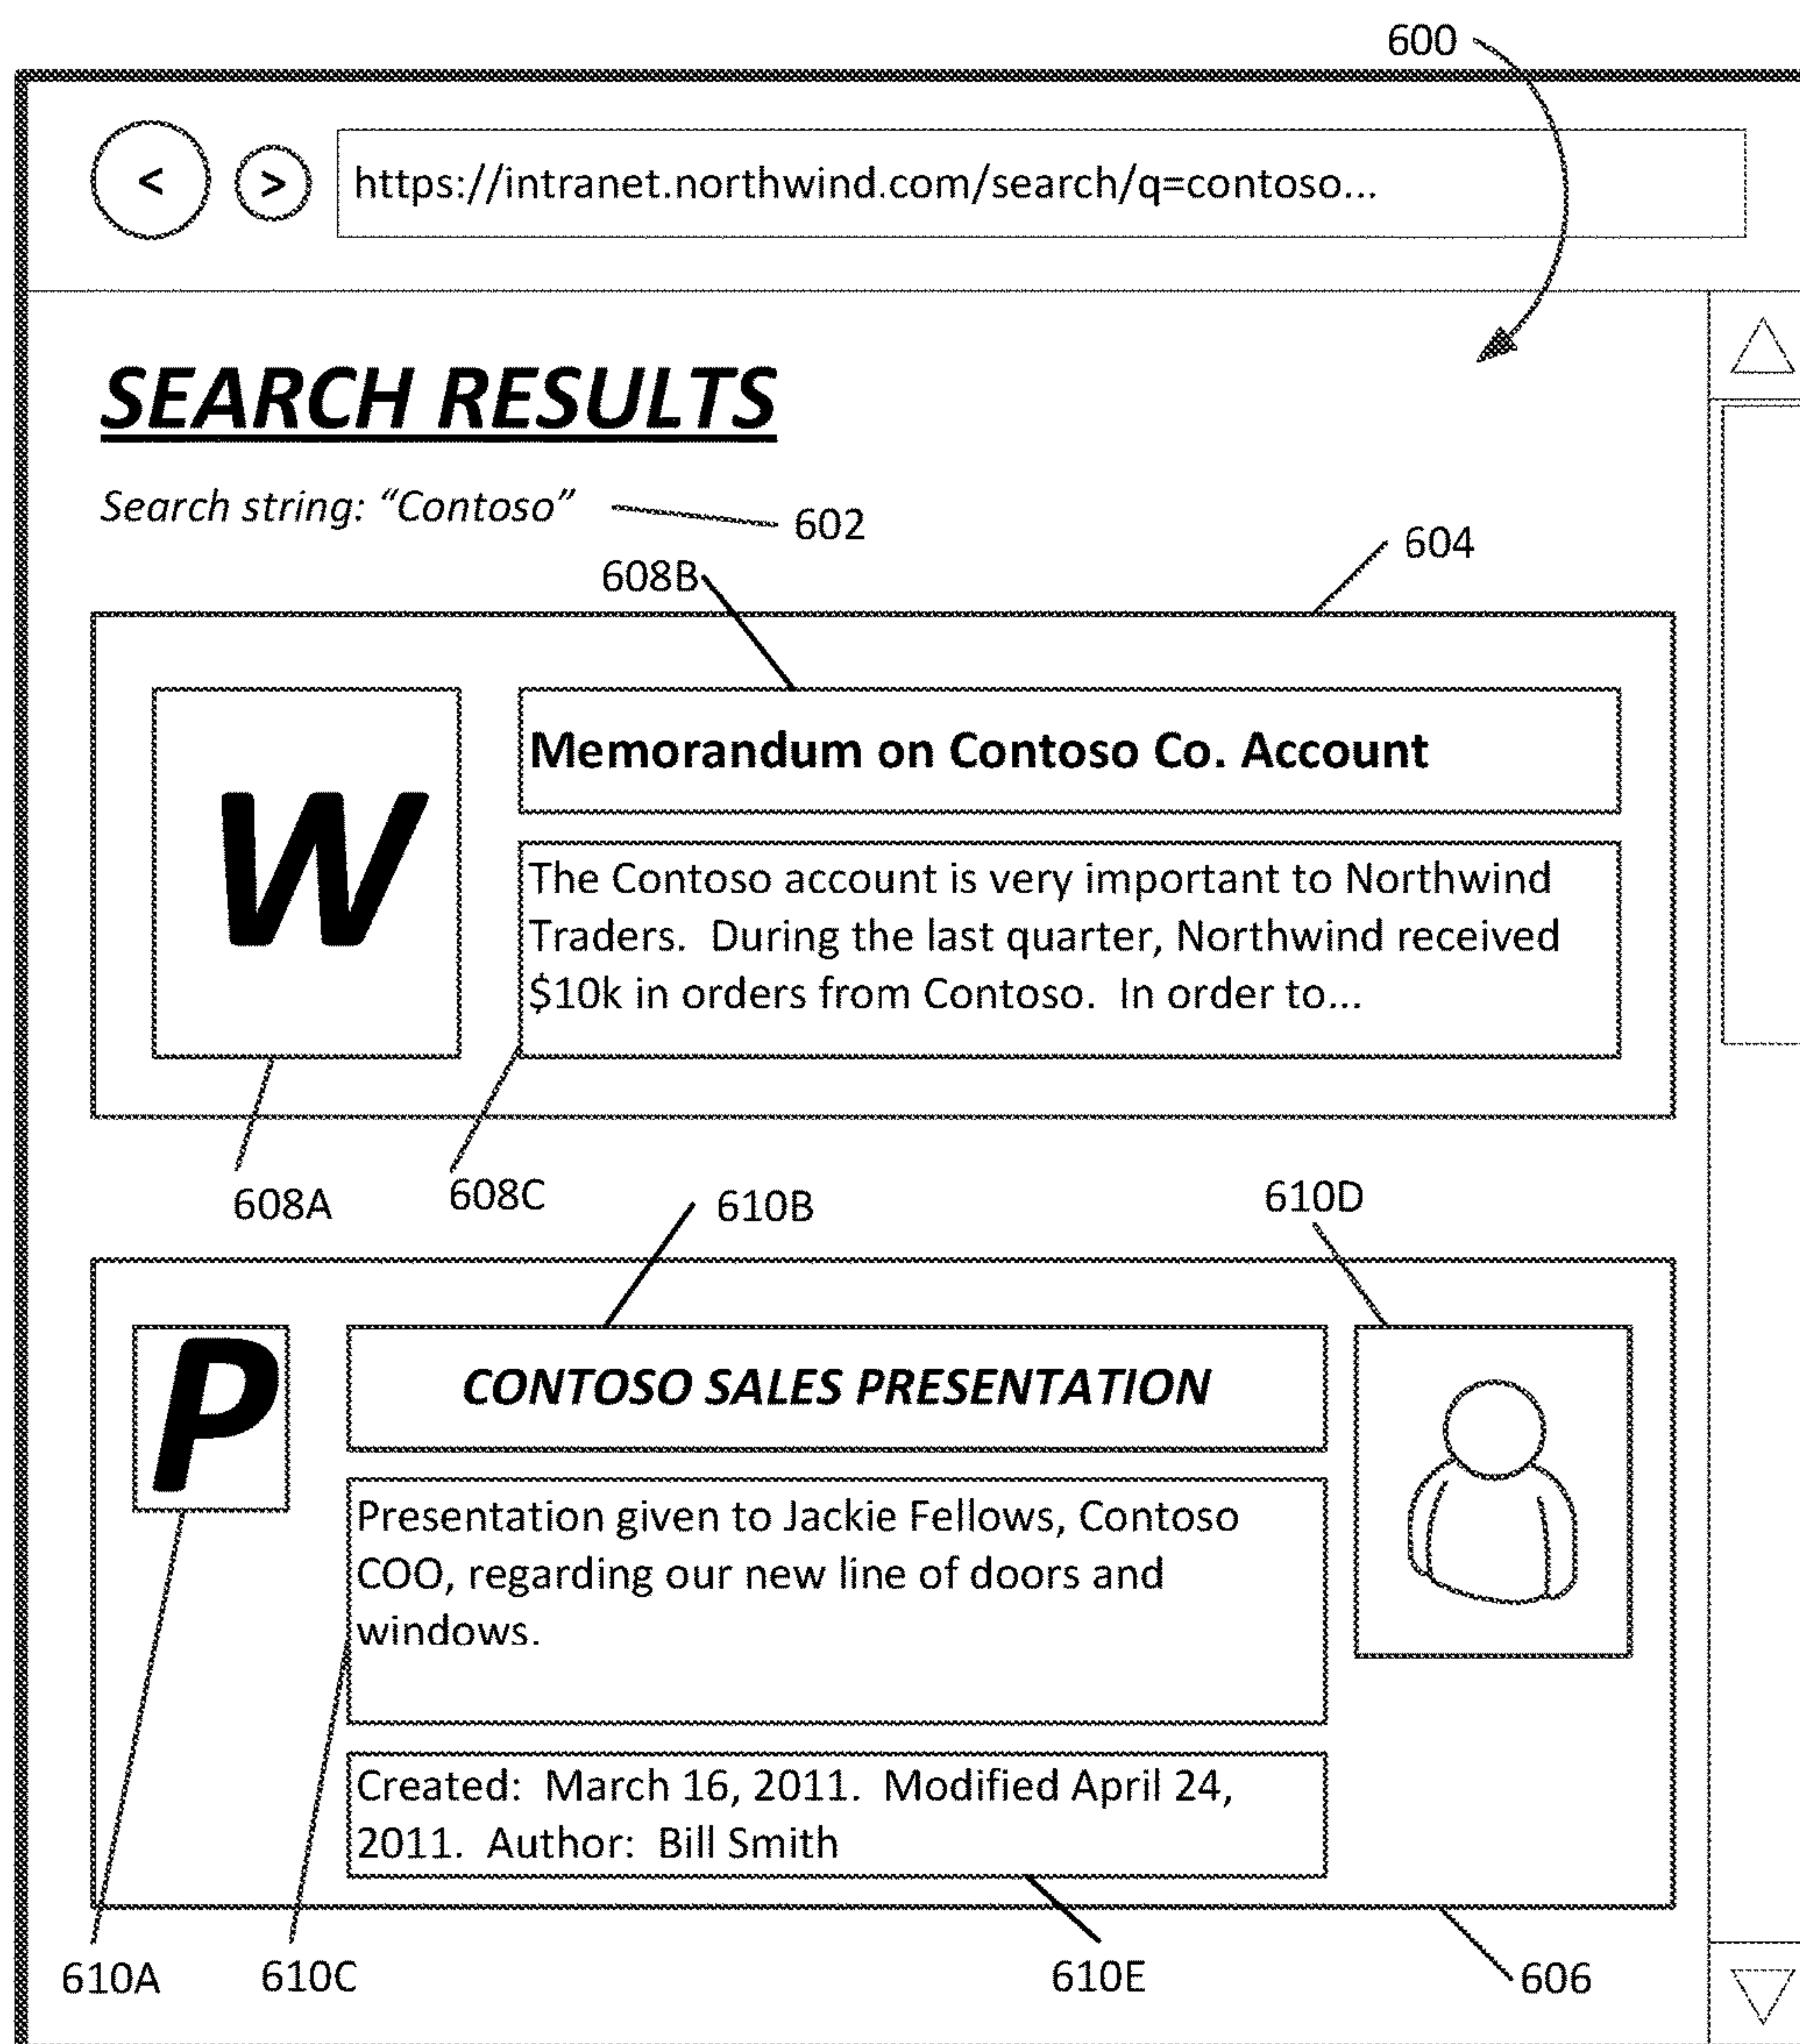 600
< > https://intranet.northwind.com/search/q=contoso...
SEARCH RESULTS
Search string: “Contoso”
602
604
608B
W
Memorandum on Contoso Co. Account
The Contoso account is very important to Northwind
Traders.  During the last quarter, Northwind received
$10k in orders from Contoso.  In order to...
608A
608C
610B
610D
P
CONTOSO SALES PRESENTATION
Presentation given to Jackie Fellows, Contoso
COO, regarding our new line of doors and
windows.
Created:  March 16, 2011.  Modified April 24,
2011.  Author:  Bill Smith
610A
610C
610E
606